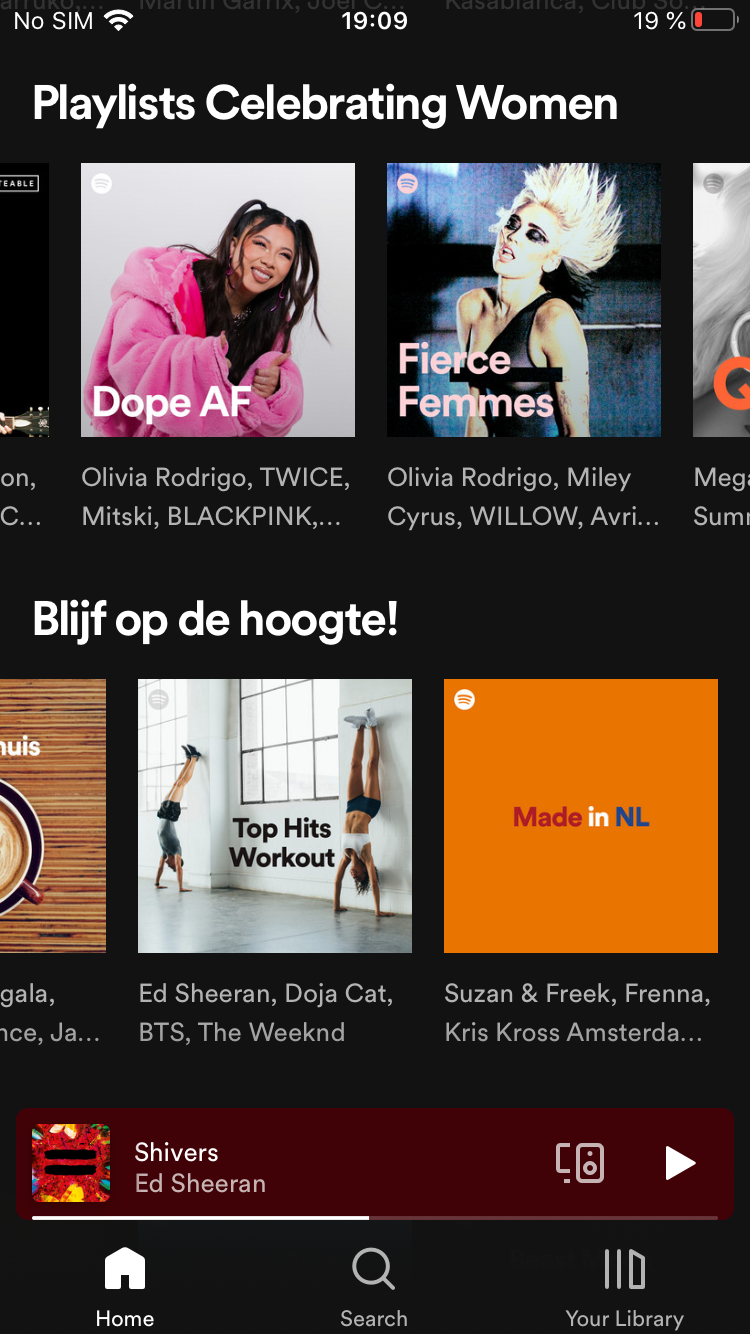 Martin Garrix, Joel C...
Kasablanca, Club So...
No SIM 19:09 19 %
Playlists Celebrating Women
TEABLE
Dope AF
Fierce
Femmes
on,
C...
Olivia Rodrigo, TWICE,
Mitski, BLACKPINK,...
Olivia Rodrigo, Miley
Cyrus, WILLOW, Avri...
Mega
Summ
Blijf op de hoogte!
huis
Top Hits
Workout
Made in NL
gala,
nce, Ja...
Ed Sheeran, Doja Cat,
BTS, The Weeknd
Suzan & Freek, Frenna,
Kris Kross Amsterda...
Shivers
Ed Sheeran
Home
Search
Your Library